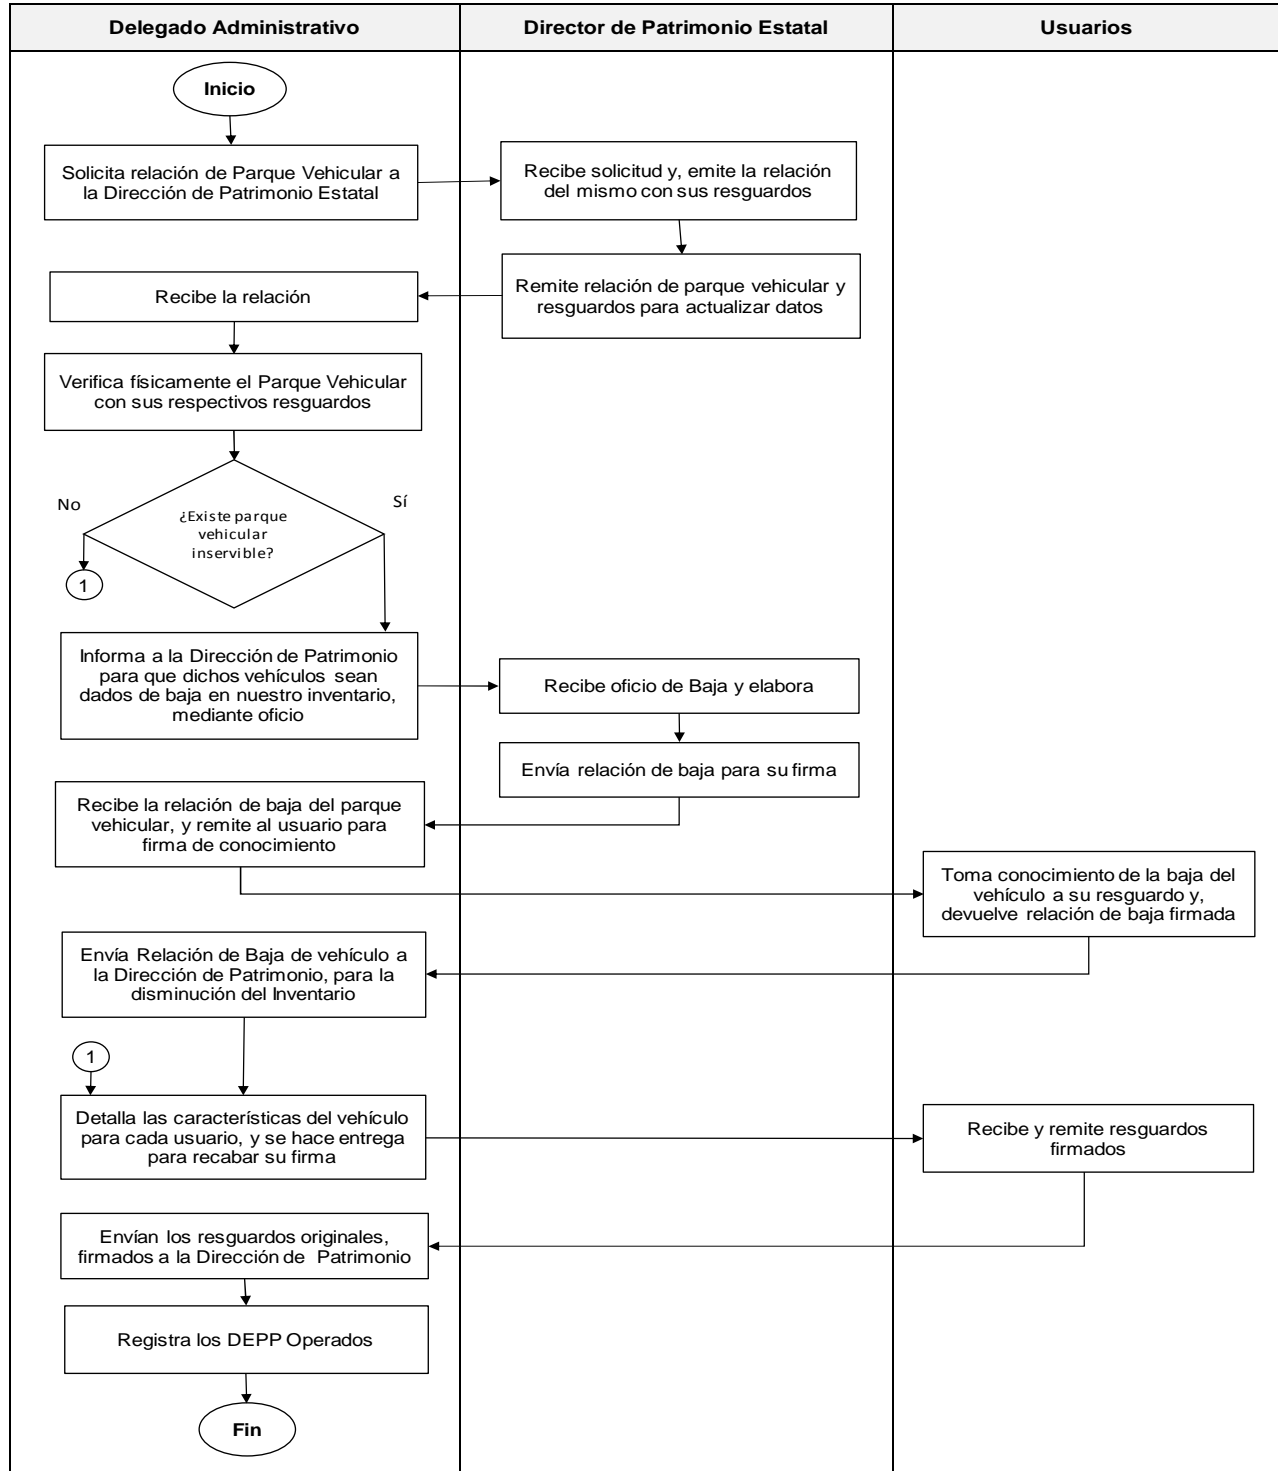 Delegado Administrativo
Director de Patrimonio Estatal
Usuarios
Inicio
Solicita relación de Parque Vehicular a
la Dirección de Patrimonio Estatal
Recibe solicitud y, emite la relación
del mismo con sus resguardos
Recibe la relación
Remite relación de parque vehicular y
resguardos para actualizar datos
Verifica físicamente el Parque Vehicular
con sus respectivos resguardos
No
¿Existe parque
vehicular
inservible?
Sí
1
Informa a la Dirección de Patrimonio
para que dichos vehículos sean
dados de baja en nuestro inventario,
mediante oficio
Recibe oficio de Baja y elabora
Envía relación de baja para su firma
Recibe la relación de baja del parque
vehicular, y remite al usuario para
firma de conocimiento
Toma conocimiento de la baja del
vehículo a su resguardo y,
devuelve relación de baja firmada
Envía Relación de Baja de vehículo a
la Dirección de Patrimonio, para la
disminución del Inventario
1
Detalla las características del vehículo
para cada usuario, y se hace entrega
para recabar su firma
Recibe y remite resguardos
firmados
Envían los resguardos originales,
firmados a la Dirección de Patrimonio
Registra los DEPP Operados
Fin